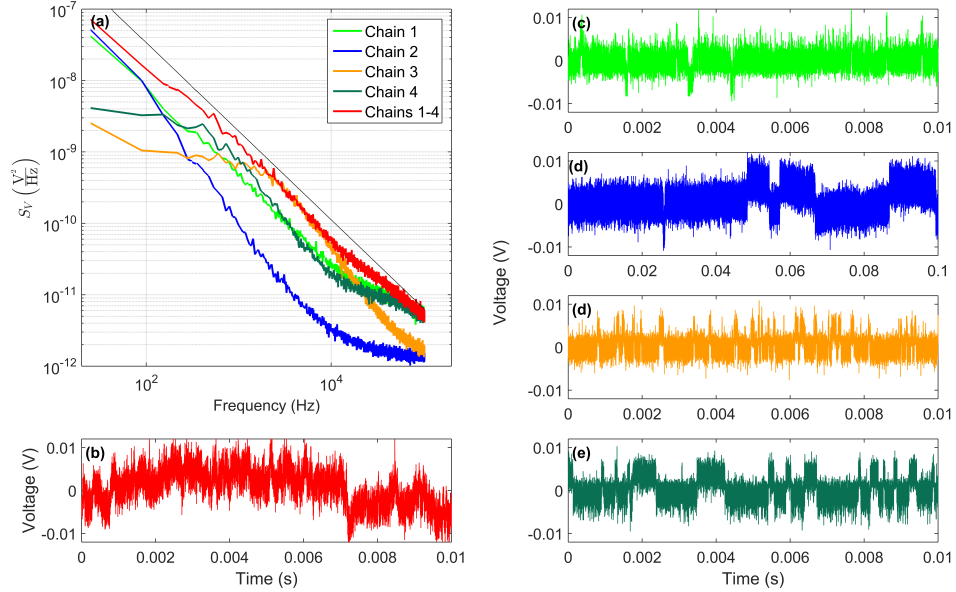 (a)
10⁻⁷
10⁻⁸
10⁻⁹
10⁻¹⁰
10⁻¹¹
10⁻¹²
S_V (V²/Hz)
10² 10⁴
Frequency (Hz)
Chain 1
Chain 2
Chain 3
Chain 4
Chains 1-4
(b)
0.01
0
-0.01
Voltage (V)
0 0.002 0.004 0.006 0.008 0.01
Time (s)
Voltage (V)
(c)
0.01
0
-0.01
0 0.002 0.004 0.006 0.008 0.01
(d)
0.01
0
-0.01
0 0.02 0.04 0.06 0.08 0.1
(d)
0.01
0
-0.01
0 0.002 0.004 0.006 0.008 0.01
(e)
0.01
0
-0.01
0 0.002 0.004 0.006 0.008 0.01
Time (s)